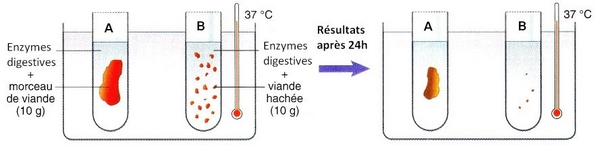 A
B
37 °C
Enzymes
digestives
+
morceau
de viande
(10 g)
Enzymes
digestives
+
viande
hachée
(10 g)
Résultats
après 24h
A
B
37 °C